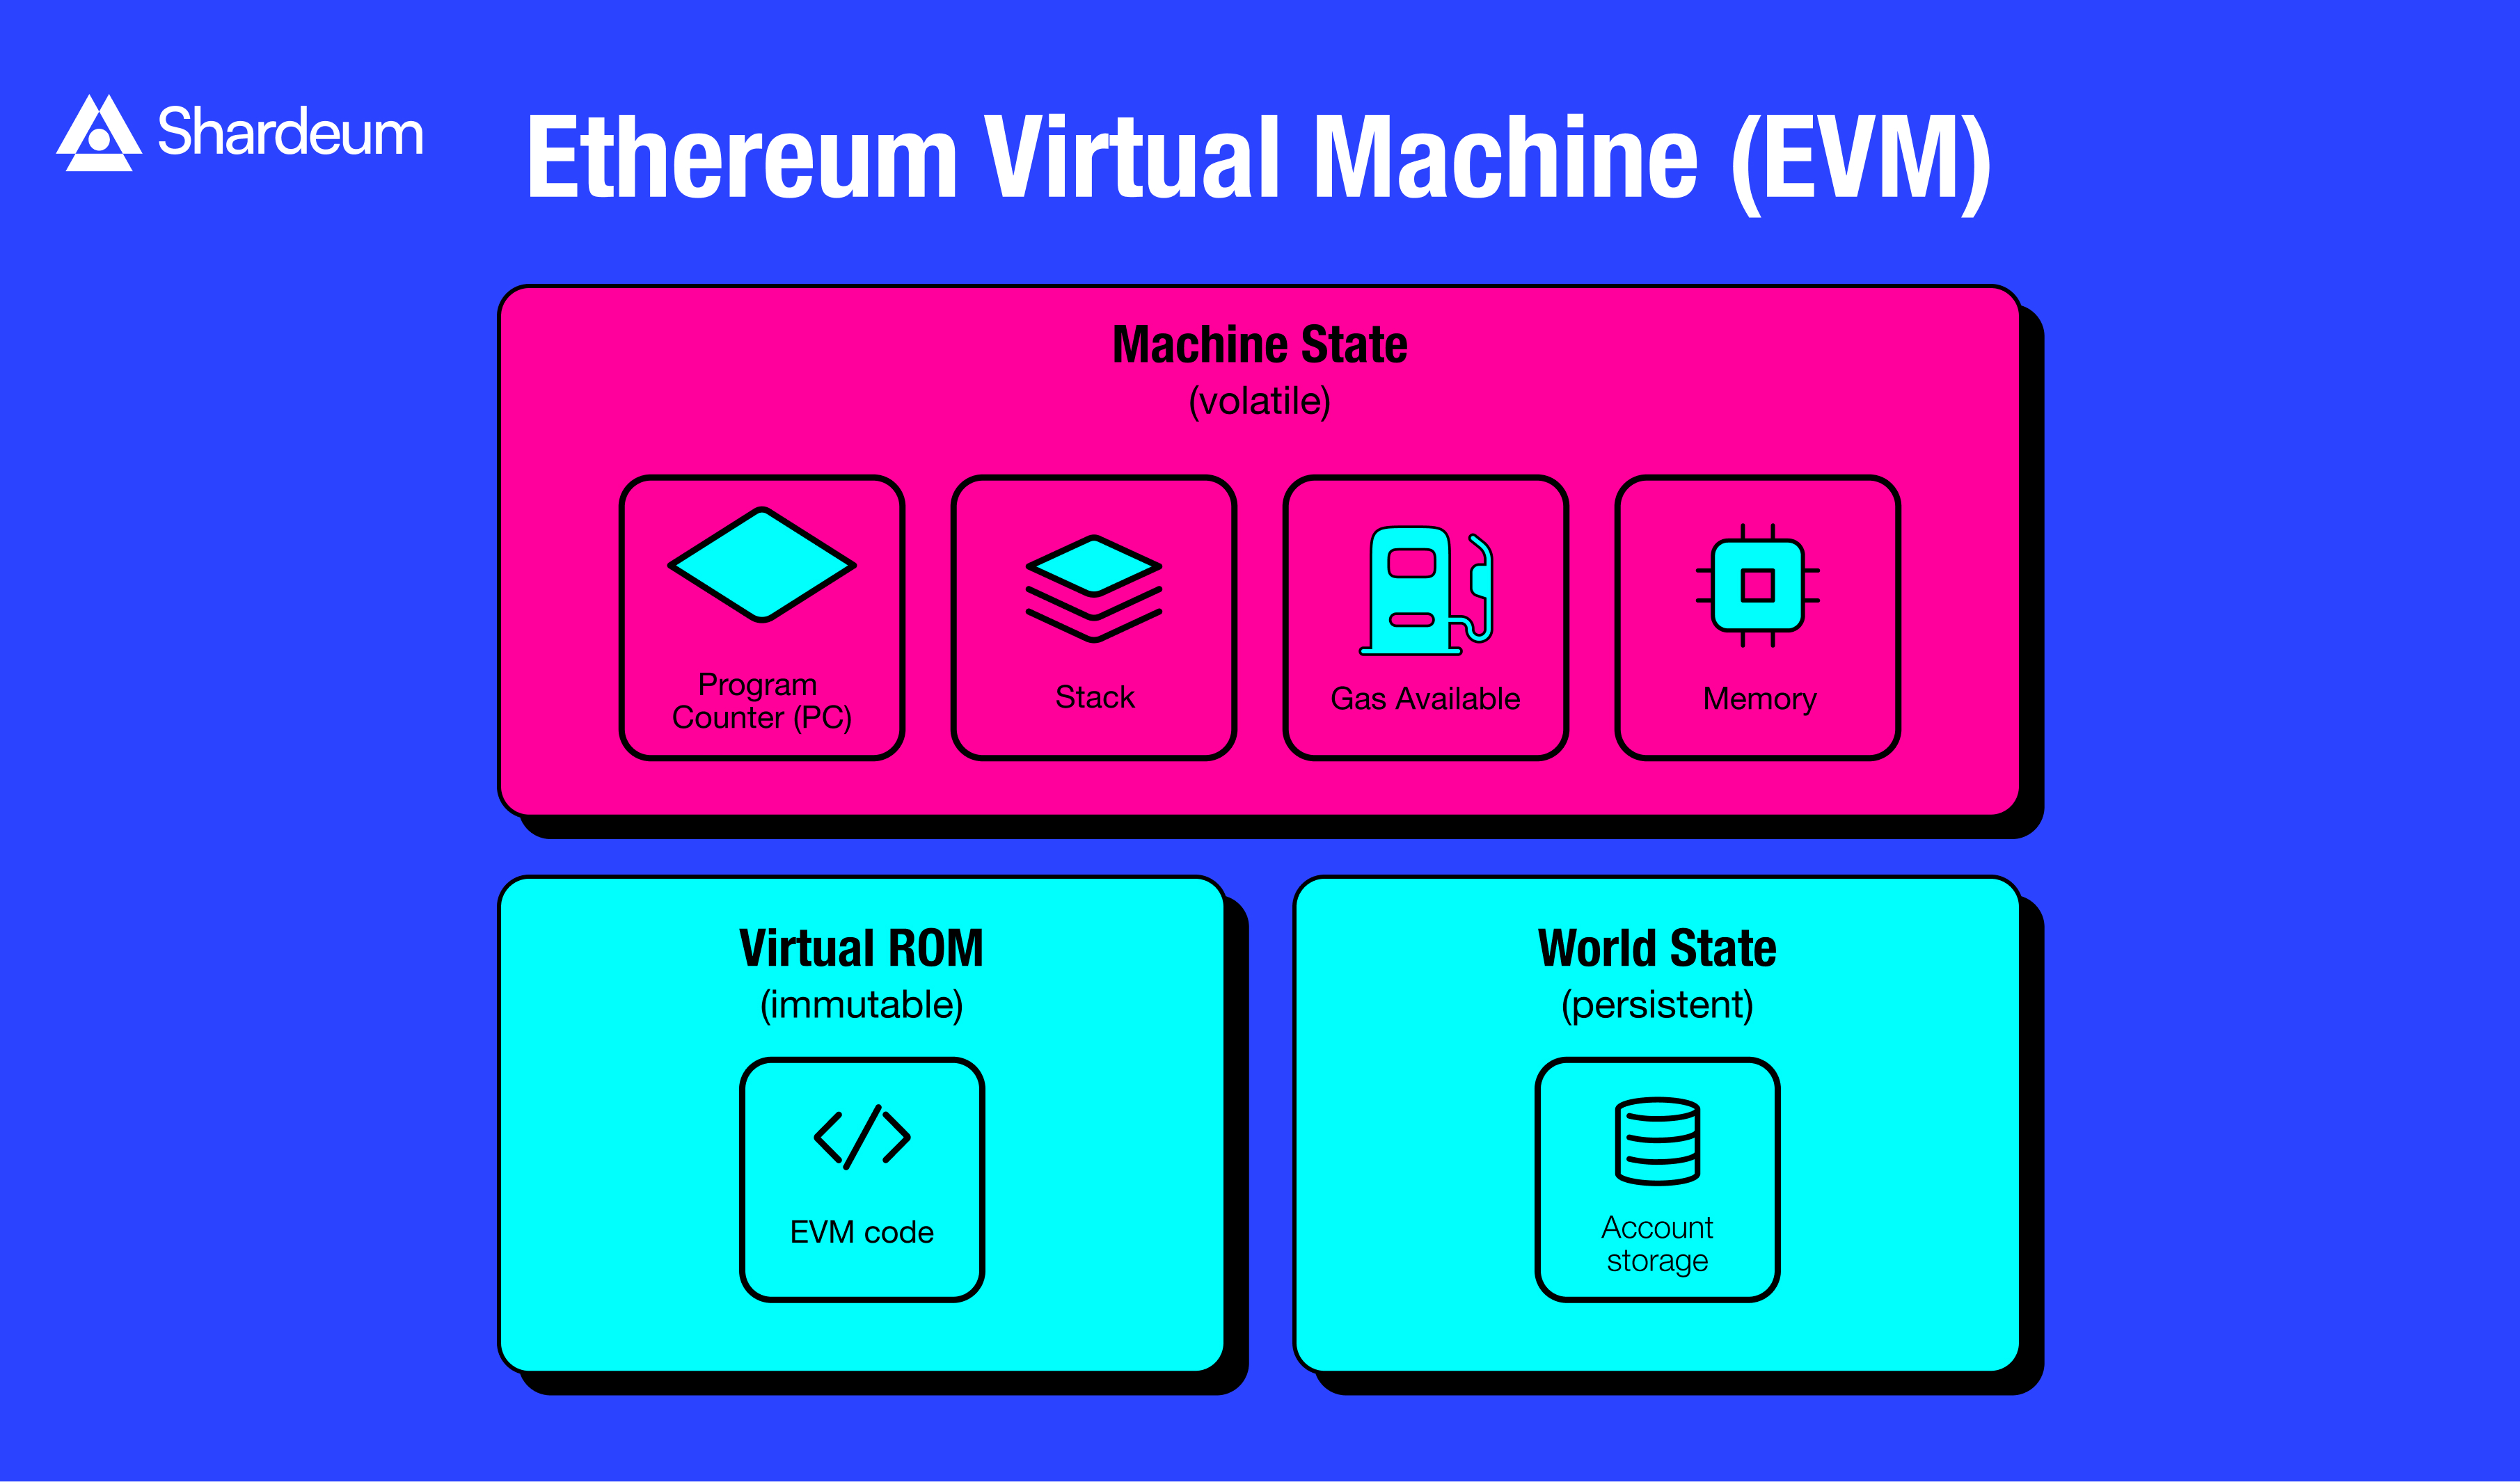 Shardeum
Ethereum Virtual Machine (EVM)
Machine State
(volatile)
Program
Counter (PC)
Stack
Gas Available
Memory
Virtual ROM
(immutable)
EVM code
World State
(persistent)
Account
storage